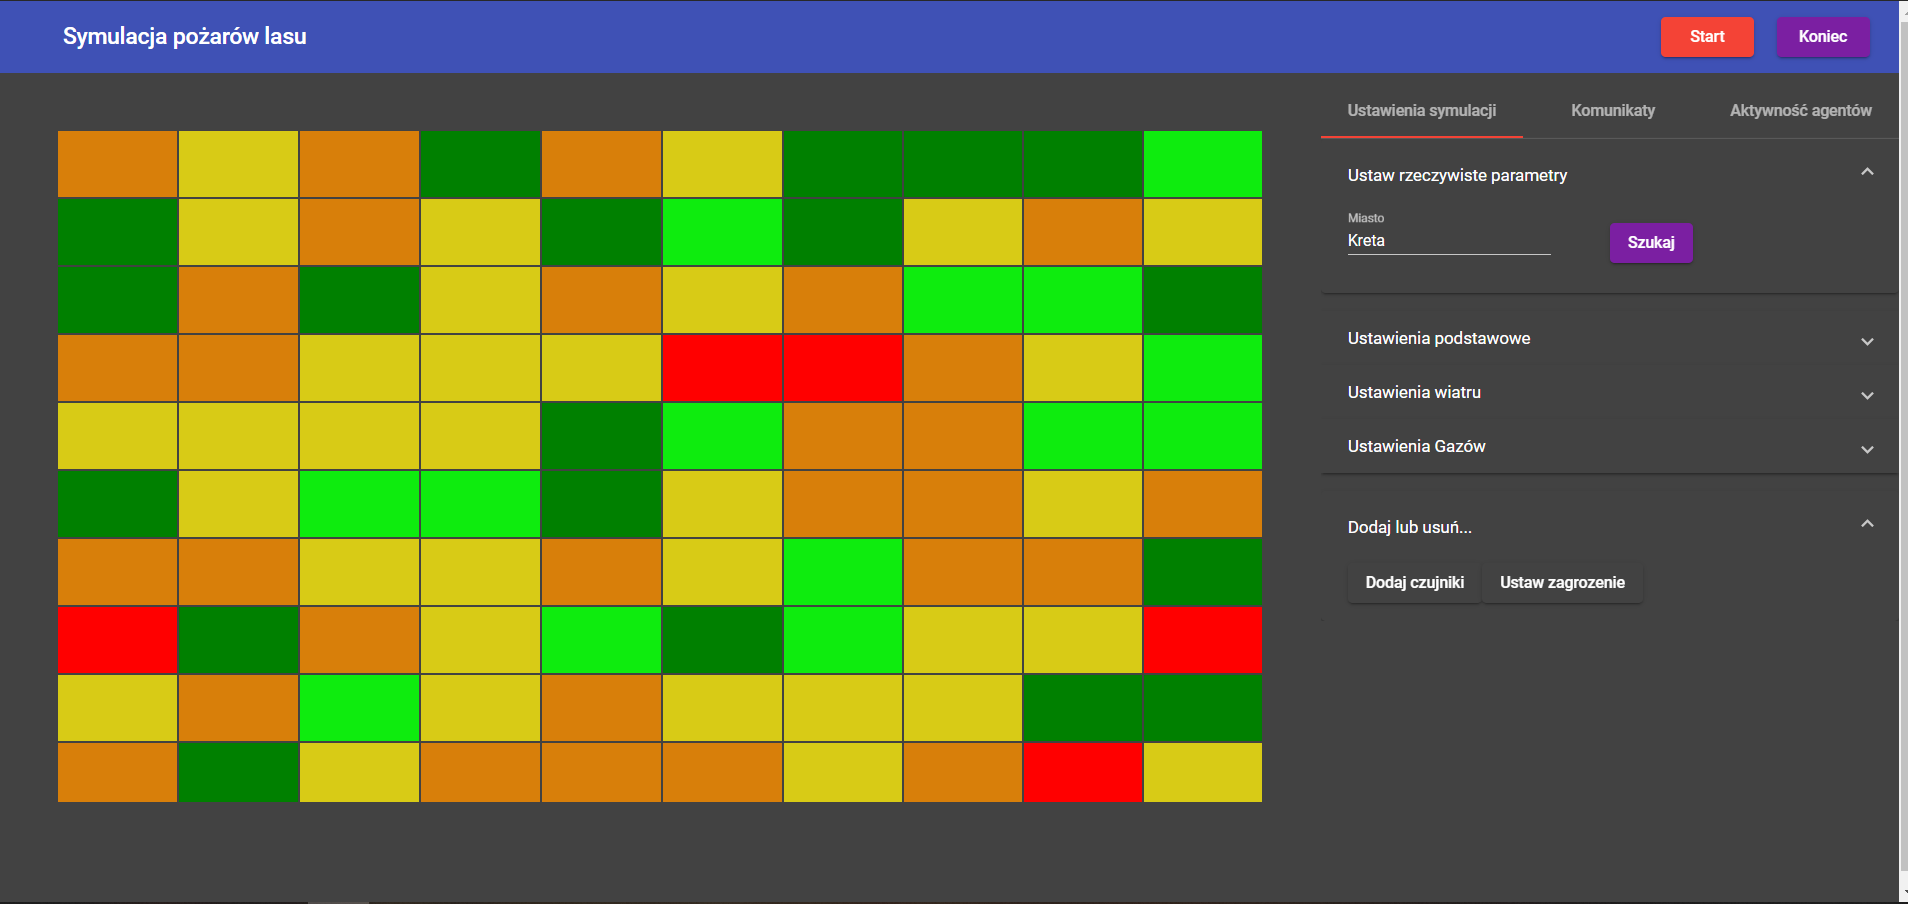 Symulacja pożarów lasu
Start
Koniec
Ustawienia symulacji
Komunikaty
Aktywność agentów
Ustaw rzeczywiste parametry
Miasto
Kreta
Szukaj
Ustawienia podstawowe
Ustawienia wiatru
Ustawienia Gazów
Dodaj lub usuń...
Dodaj czujniki
Ustaw zagrozenie